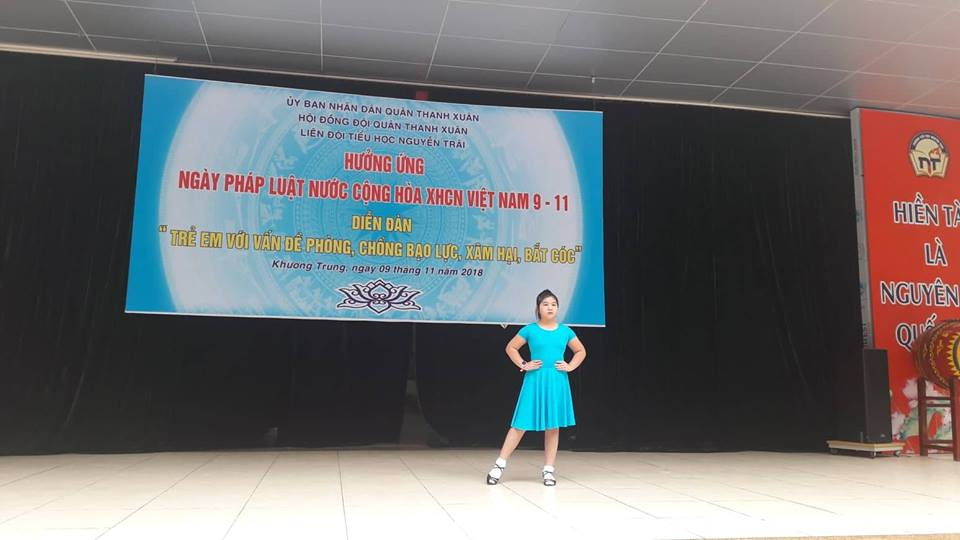 ỦY BAN NHÂN DÂN QUẬN THANH XUÂN
HỘI ĐỒNG ĐỘI QUẬN THANH XUÂN
LIÊN ĐỘI TIỂU HỌC NGUYỄN TRÃI
HƯỞNG ỨNG
NGÀY PHÁP LUẬT NƯỚC CỘNG HÒA XHCN VIỆT NAM 9 - 11
DIỄN ĐÀN
“ TRẺ EM VỚI VẤN ĐỀ PHÒNG, CHỐNG BẠO LỰC, XÂM HẠI, BẮT CÓC”
Khương Trung, ngày 09 tháng 11 năm 2018
NT
HIỀN TÀ
LÀ
NGUYÊN
QUỐ